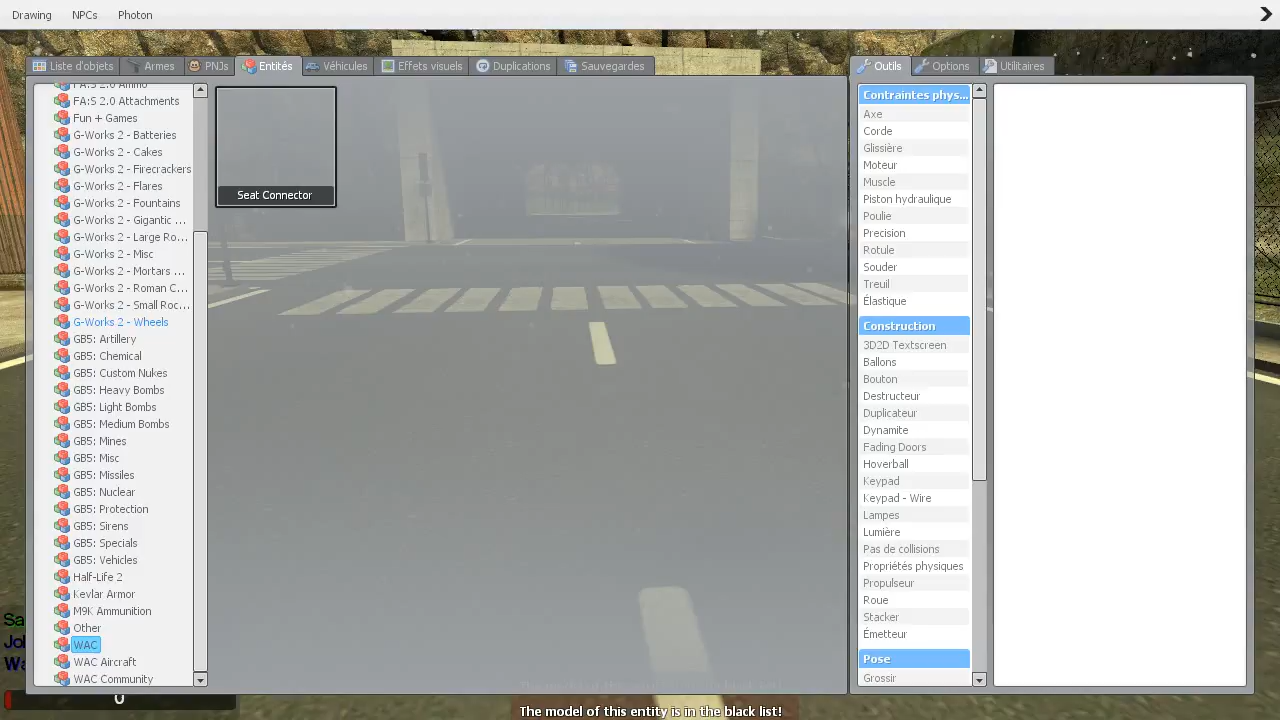 Drawing NPCs Photon
Liste d'objets Armes PNJs Entités Véhicules Effets visuels Duplications Sauvegardes
Outils Options Utilitaires
FA:S 2.0 Ammo
FA:S 2.0 Attachments
Fun + Games
G-Works 2 - Batteries
G-Works 2 - Cakes
G-Works 2 - Firecrackers
G-Works 2 - Flares
G-Works 2 - Fountains
G-Works 2 - Gigantic ...
G-Works 2 - Large Ro...
G-Works 2 - Misc
G-Works 2 - Mortars ...
G-Works 2 - Roman C...
G-Works 2 - Small Roc...
G-Works 2 - Wheels
GB5: Artillery
GB5: Chemical
GB5: Custom Nukes
GB5: Heavy Bombs
GB5: Light Bombs
GB5: Medium Bombs
GB5: Mines
GB5: Misc
GB5: Missiles
GB5: Nuclear
GB5: Protection
GB5: Sirens
GB5: Specials
GB5: Vehicles
Half-Life 2
Kevlar Armor
M9K Ammunition
Other
WAC
WAC Aircraft
WAC Community
Seat Connector
Contraintes phys...
Axe
Corde
Glissière
Moteur
Muscle
Piston hydraulique
Poulie
Precision
Rotule
Souder
Treuil
Élastique
Construction
3D2D Textscreen
Ballons
Bouton
Destructeur
Duplicateur
Dynamite
Fading Doors
Hoverball
Keypad
Keypad - Wire
Lampes
Lumière
Pas de collisions
Propriétés physiques
Propulseur
Roue
Stacker
Émetteur
Pose
Grossir
0
The model of this entity is in the black list!